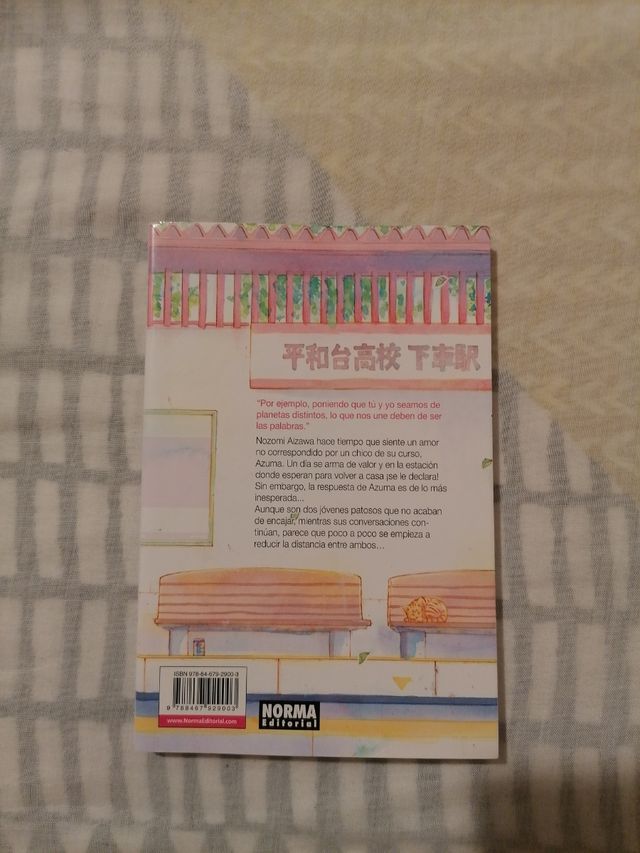 平和台高校 下車駅
"Por ejemplo, poniendo que tú y yo seamos de
planetas distintos, lo que nos une deben de ser
las palabras."
Nozomi Aizawa hace tiempo que siente un amor
no correspondido por un chico de su curso,
Azuma. Un día se arma de valor y en la estación
donde esperan para volver a casa ¡se le declara!
Sin embargo, la respuesta de Azuma es de lo más
inesperada...
Aunque son dos jóvenes patosos que no acaban
de encajar, mientras sus conversaciones con-
tinúan, parece que poco a poco se empieza a
reducir la distancia entre ambos...
ISBN 978-84-679-2900-3
9 788467 929003
www.NormaEditorial.com
NORMA
Editorial